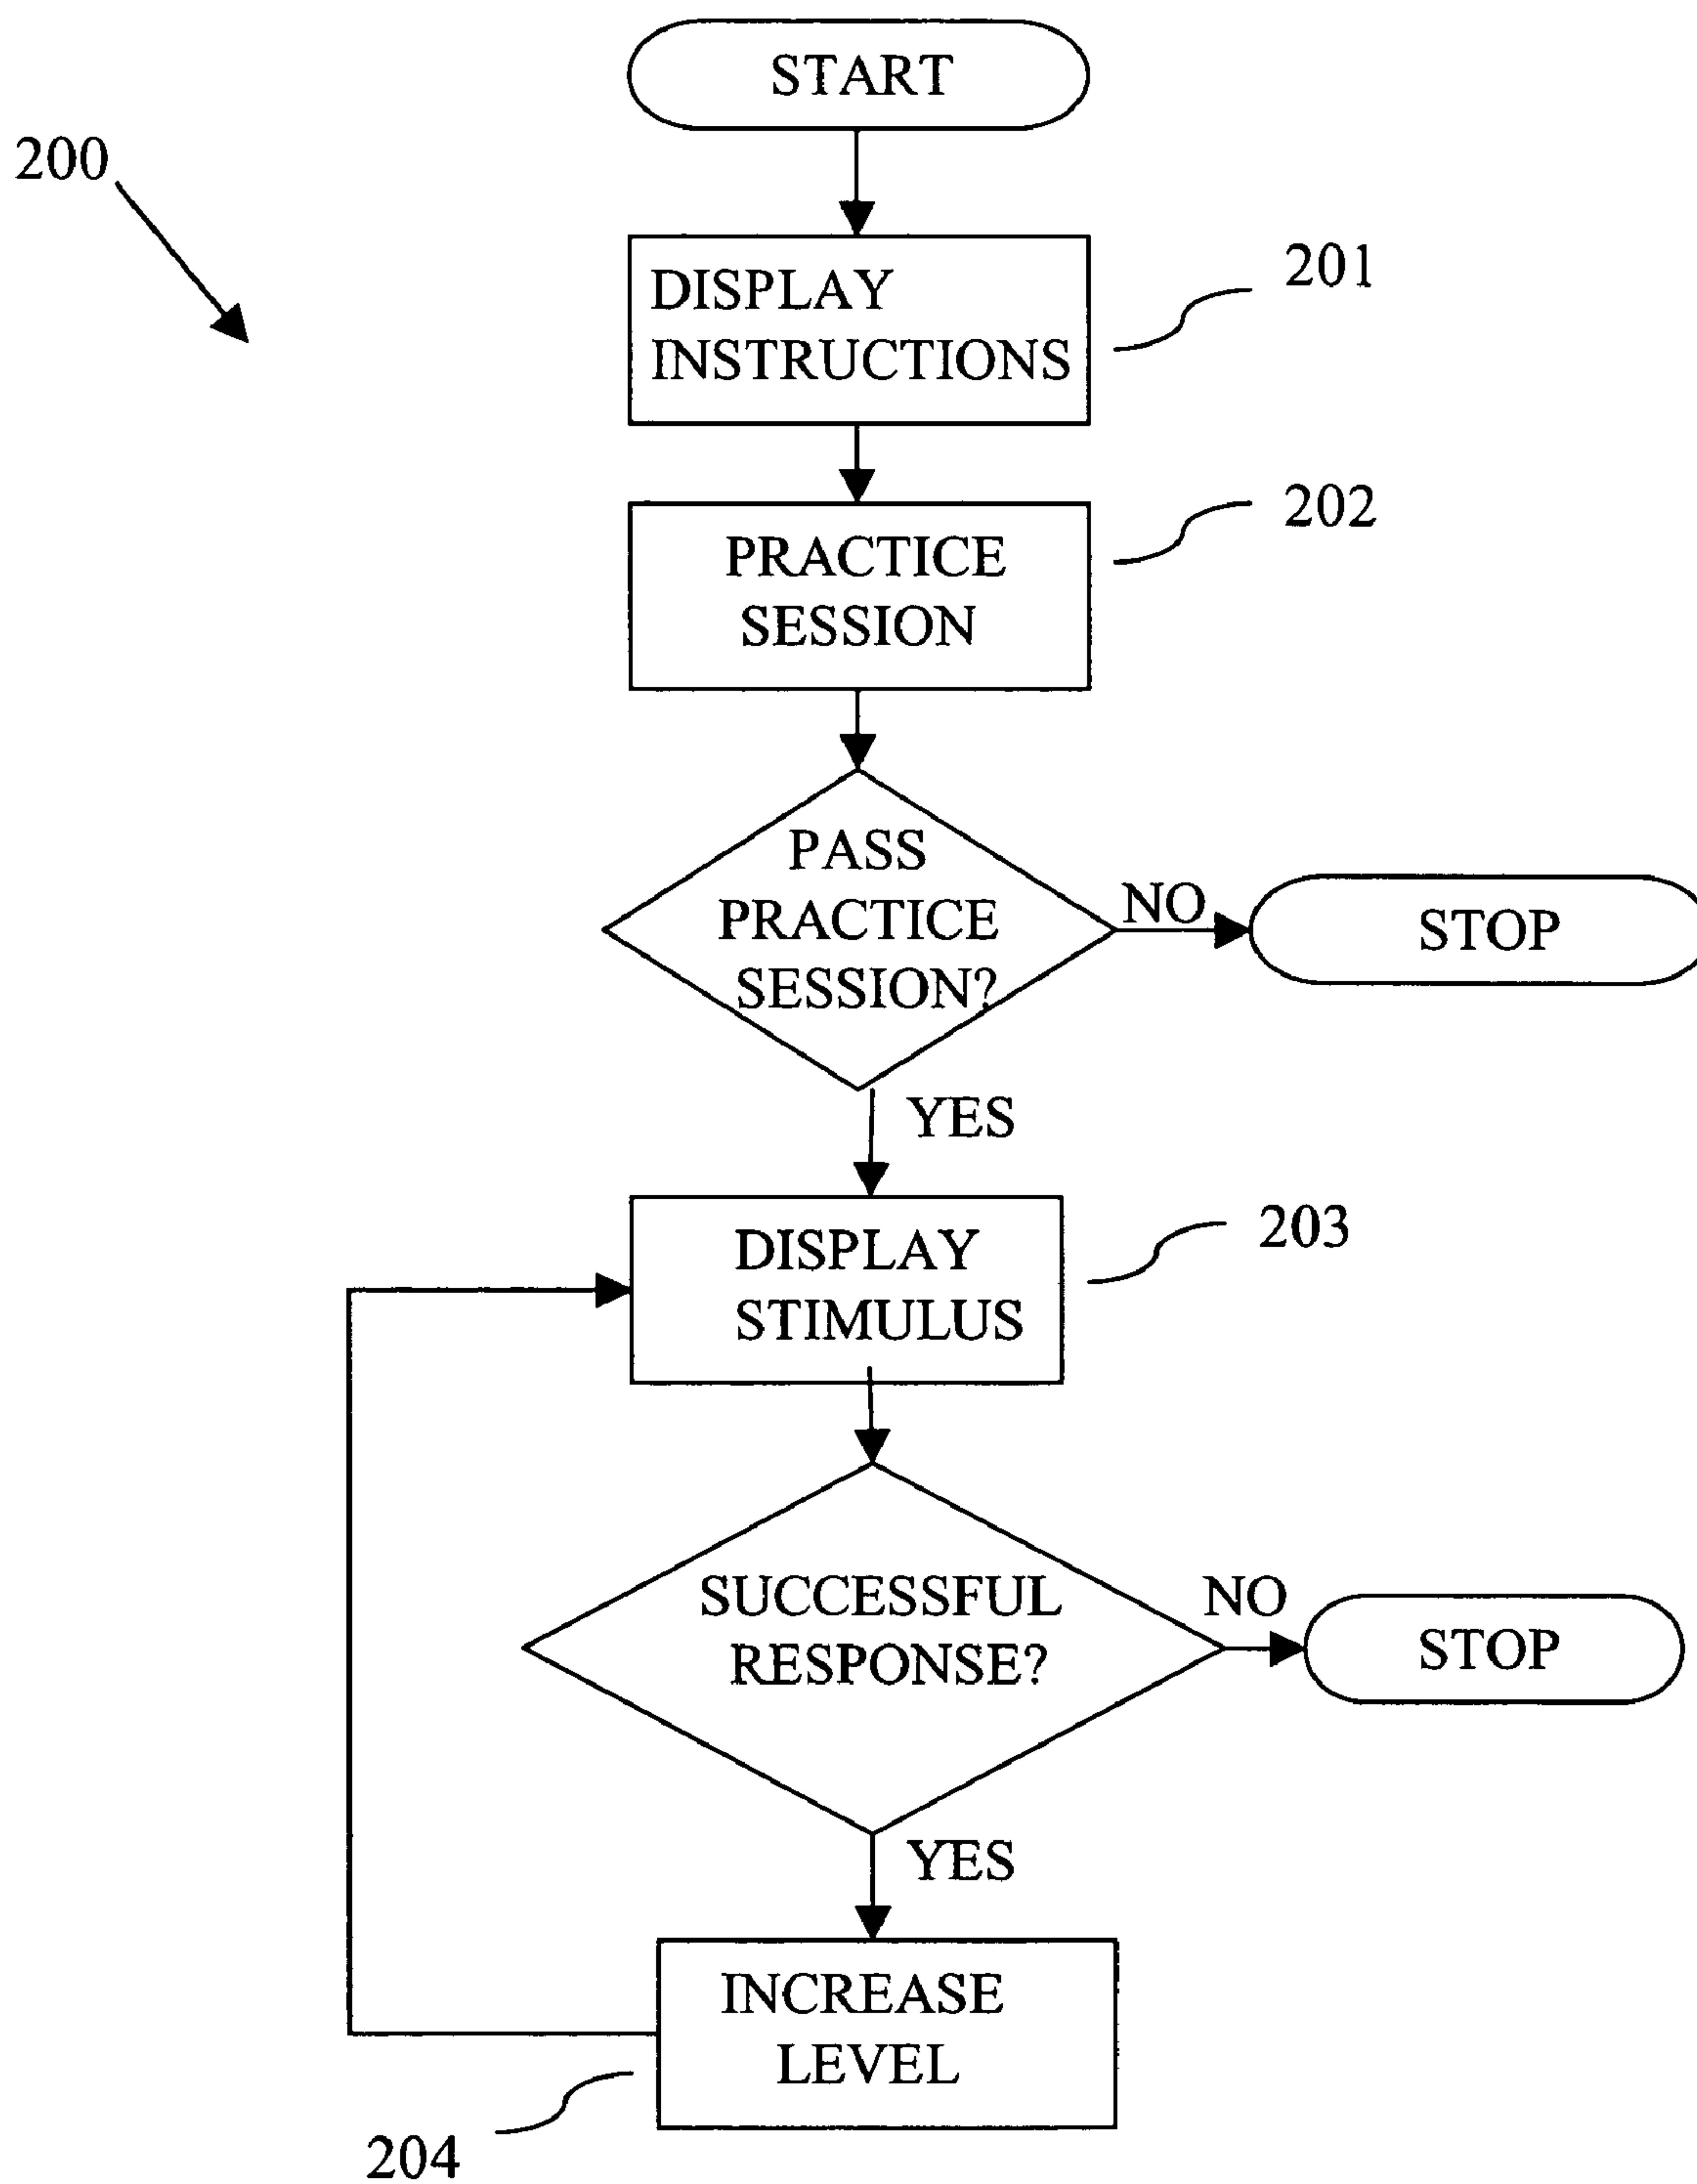 START
200
201
DISPLAY
INSTRUCTIONS
202
PRACTICE
SESSION
PASS
PRACTICE
SESSION?
NO
STOP
YES
203
DISPLAY
STIMULUS
SUCCESSFUL
RESPONSE?
NO
STOP
YES
INCREASE
LEVEL
204